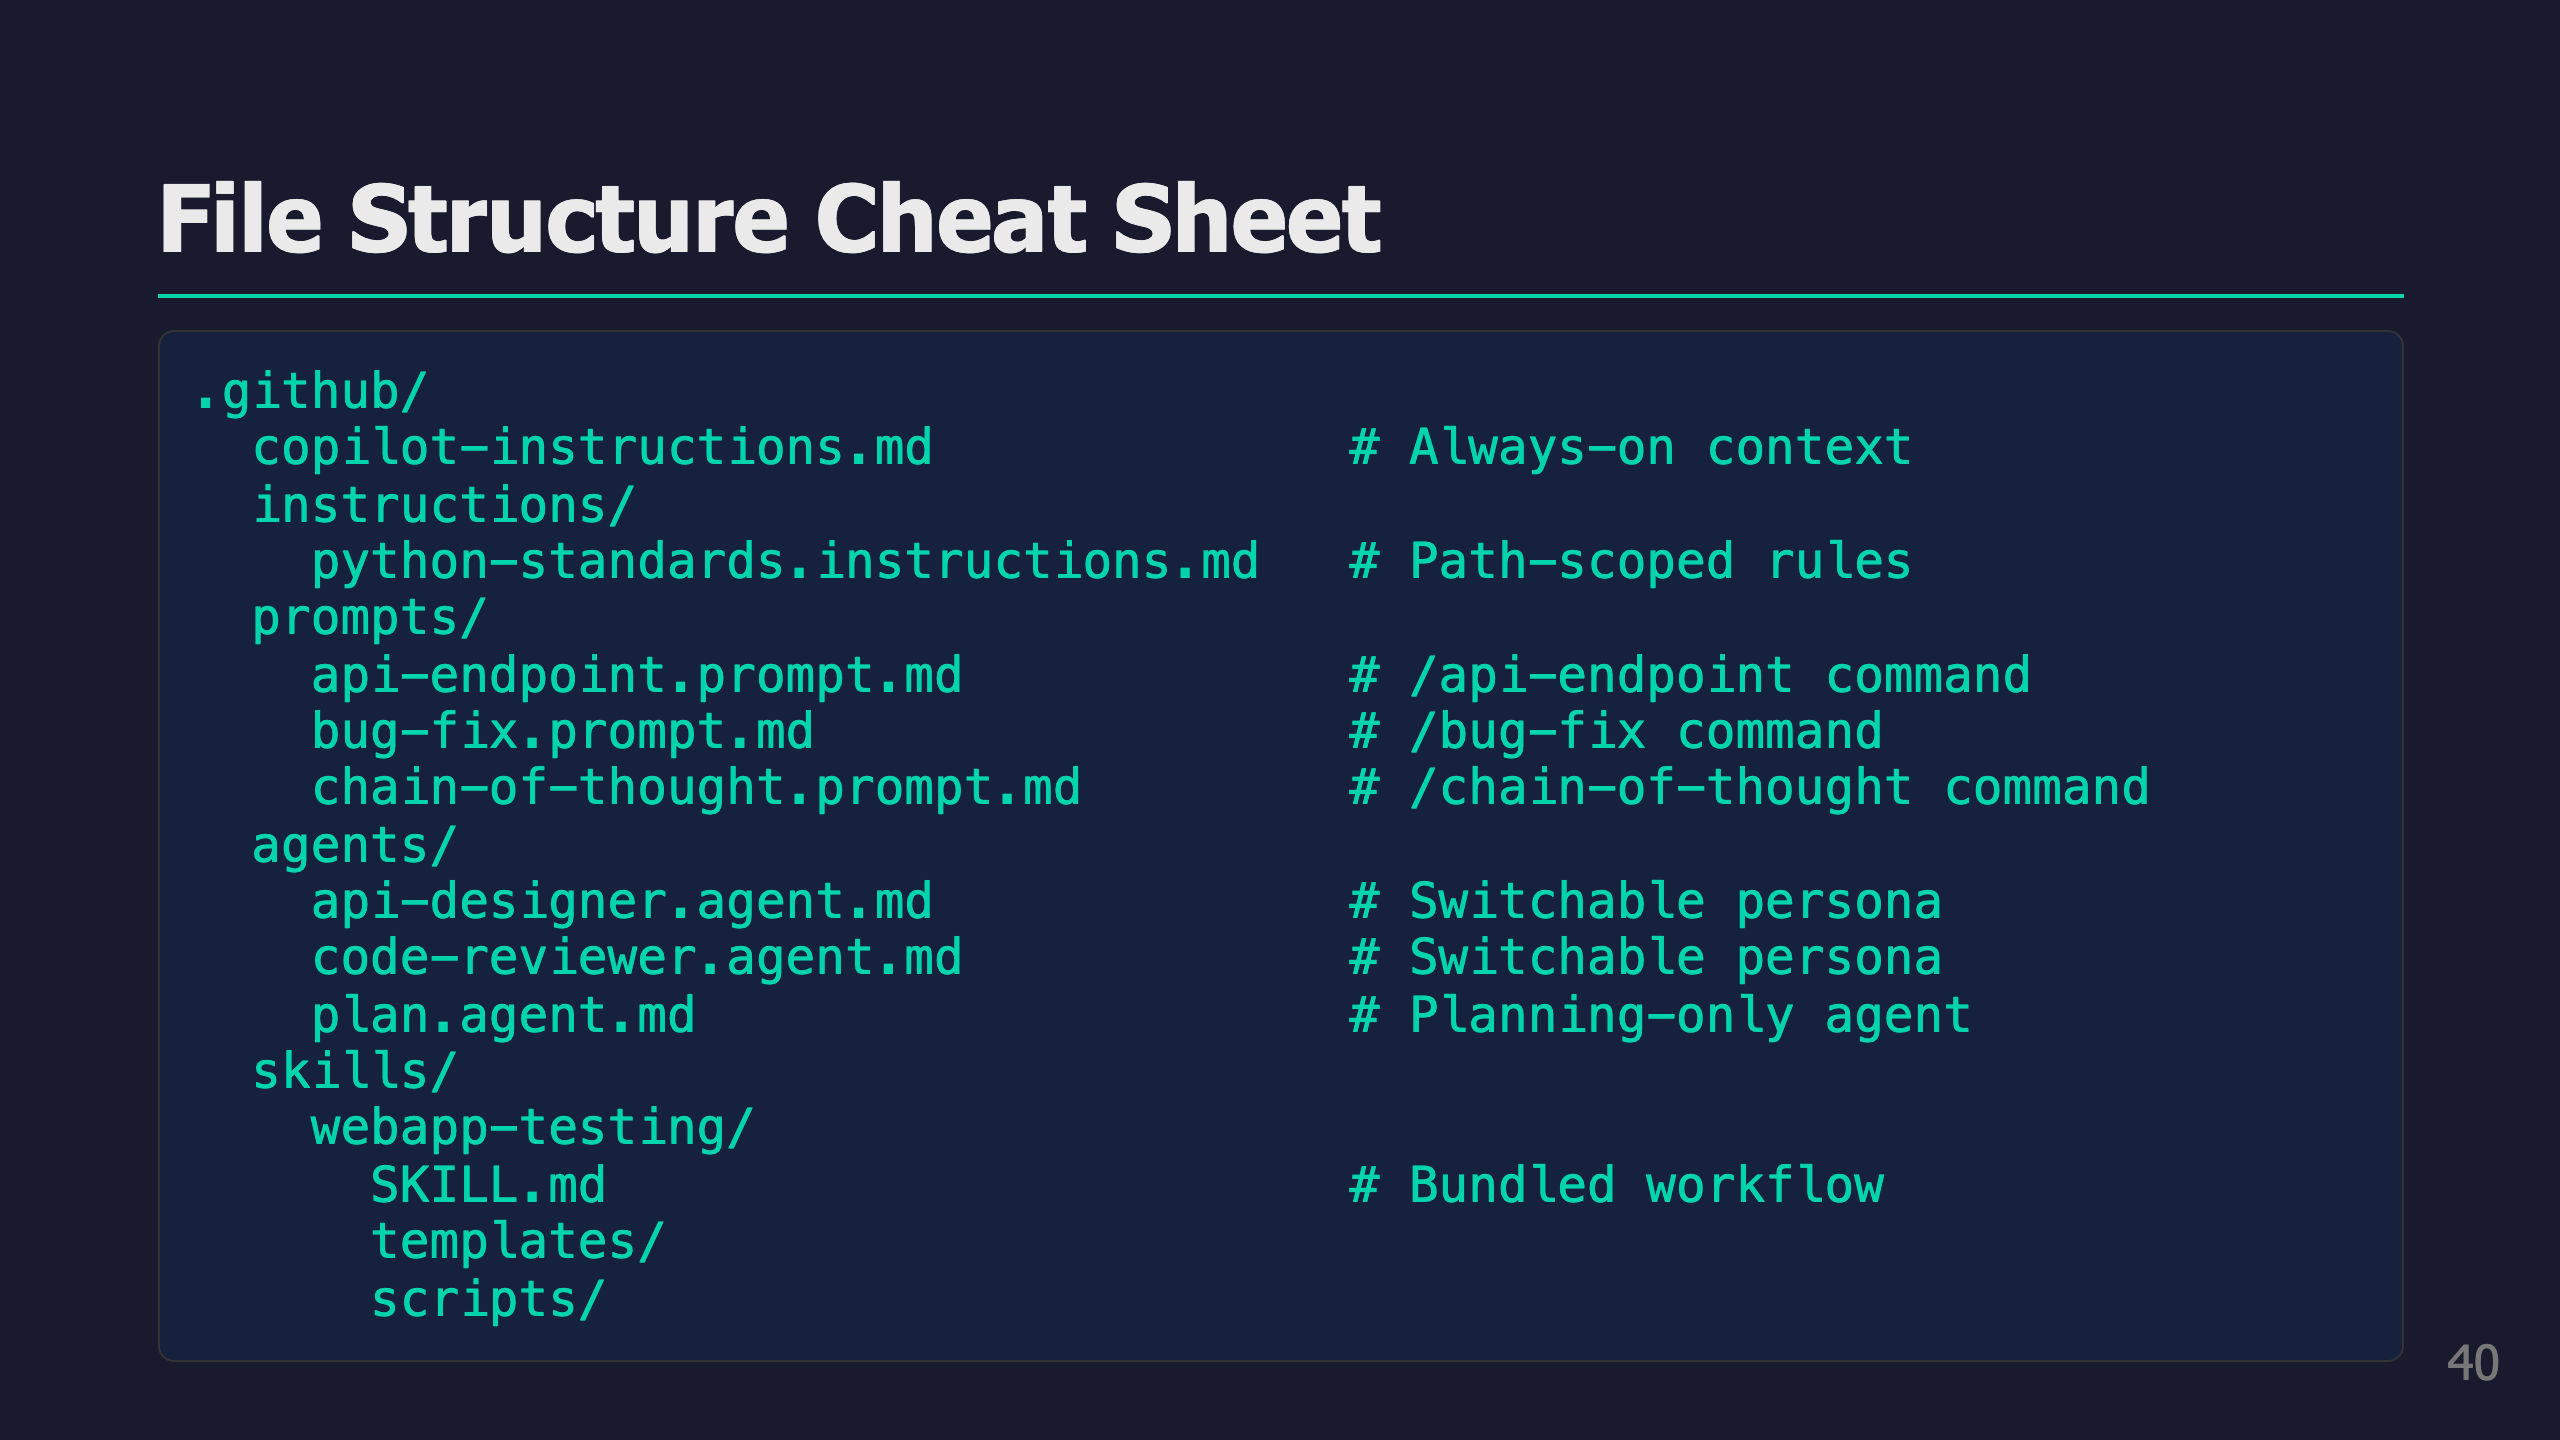 File Structure Cheat Sheet
.github/
  copilot-instructions.md              # Always-on context
  instructions/
    python-standards.instructions.md   # Path-scoped rules
  prompts/
    api-endpoint.prompt.md             # /api-endpoint command
    bug-fix.prompt.md                  # /bug-fix command
    chain-of-thought.prompt.md         # /chain-of-thought command
  agents/
    api-designer.agent.md              # Switchable persona
    code-reviewer.agent.md             # Switchable persona
    plan.agent.md                      # Planning-only agent
  skills/
    webapp-testing/
      SKILL.md                         # Bundled workflow
      templates/
      scripts/
40